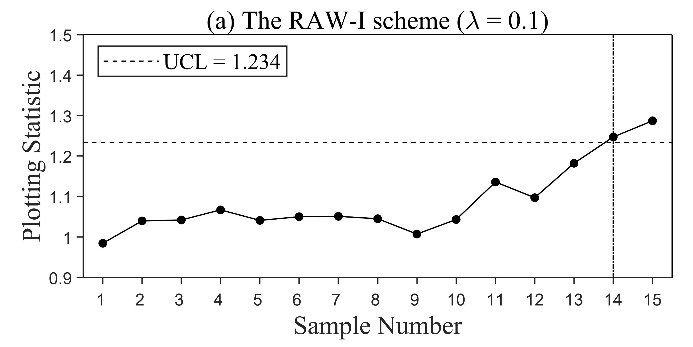 (a) The RAW-I scheme (λ = 0.1)
1.5
UCL = 1.234
1.4
1.3
1.2
1.1
1
0.9
Plotting Statistic
1 2 3 4 5 6 7 8 9 10 11 12 13 14 15
Sample Number